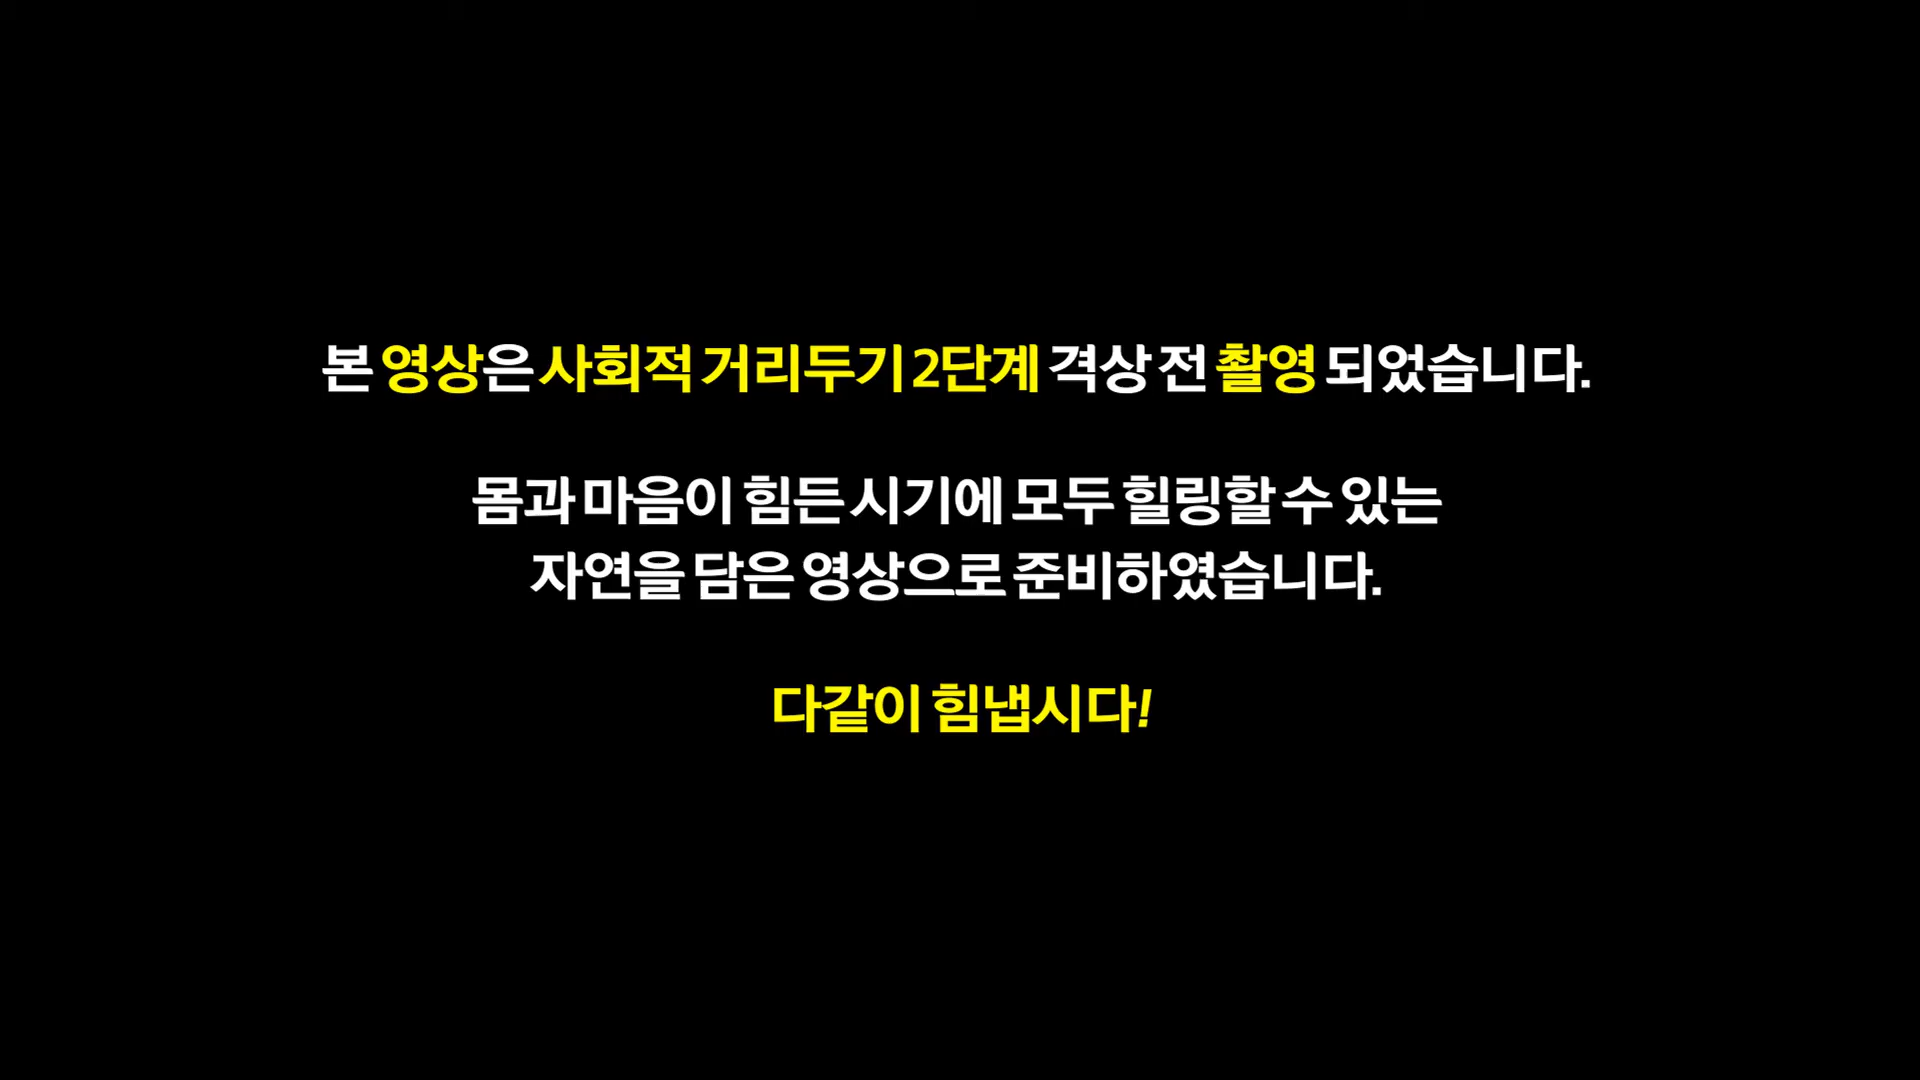 본 영상은 사회적 거리두기 2단계 격상 전 촬영 되었습니다.
몸과 마음이 힘든 시기에 모두 힐링할 수 있는
자연을 담은 영상으로 준비하였습니다.
다같이 힘냅시다!